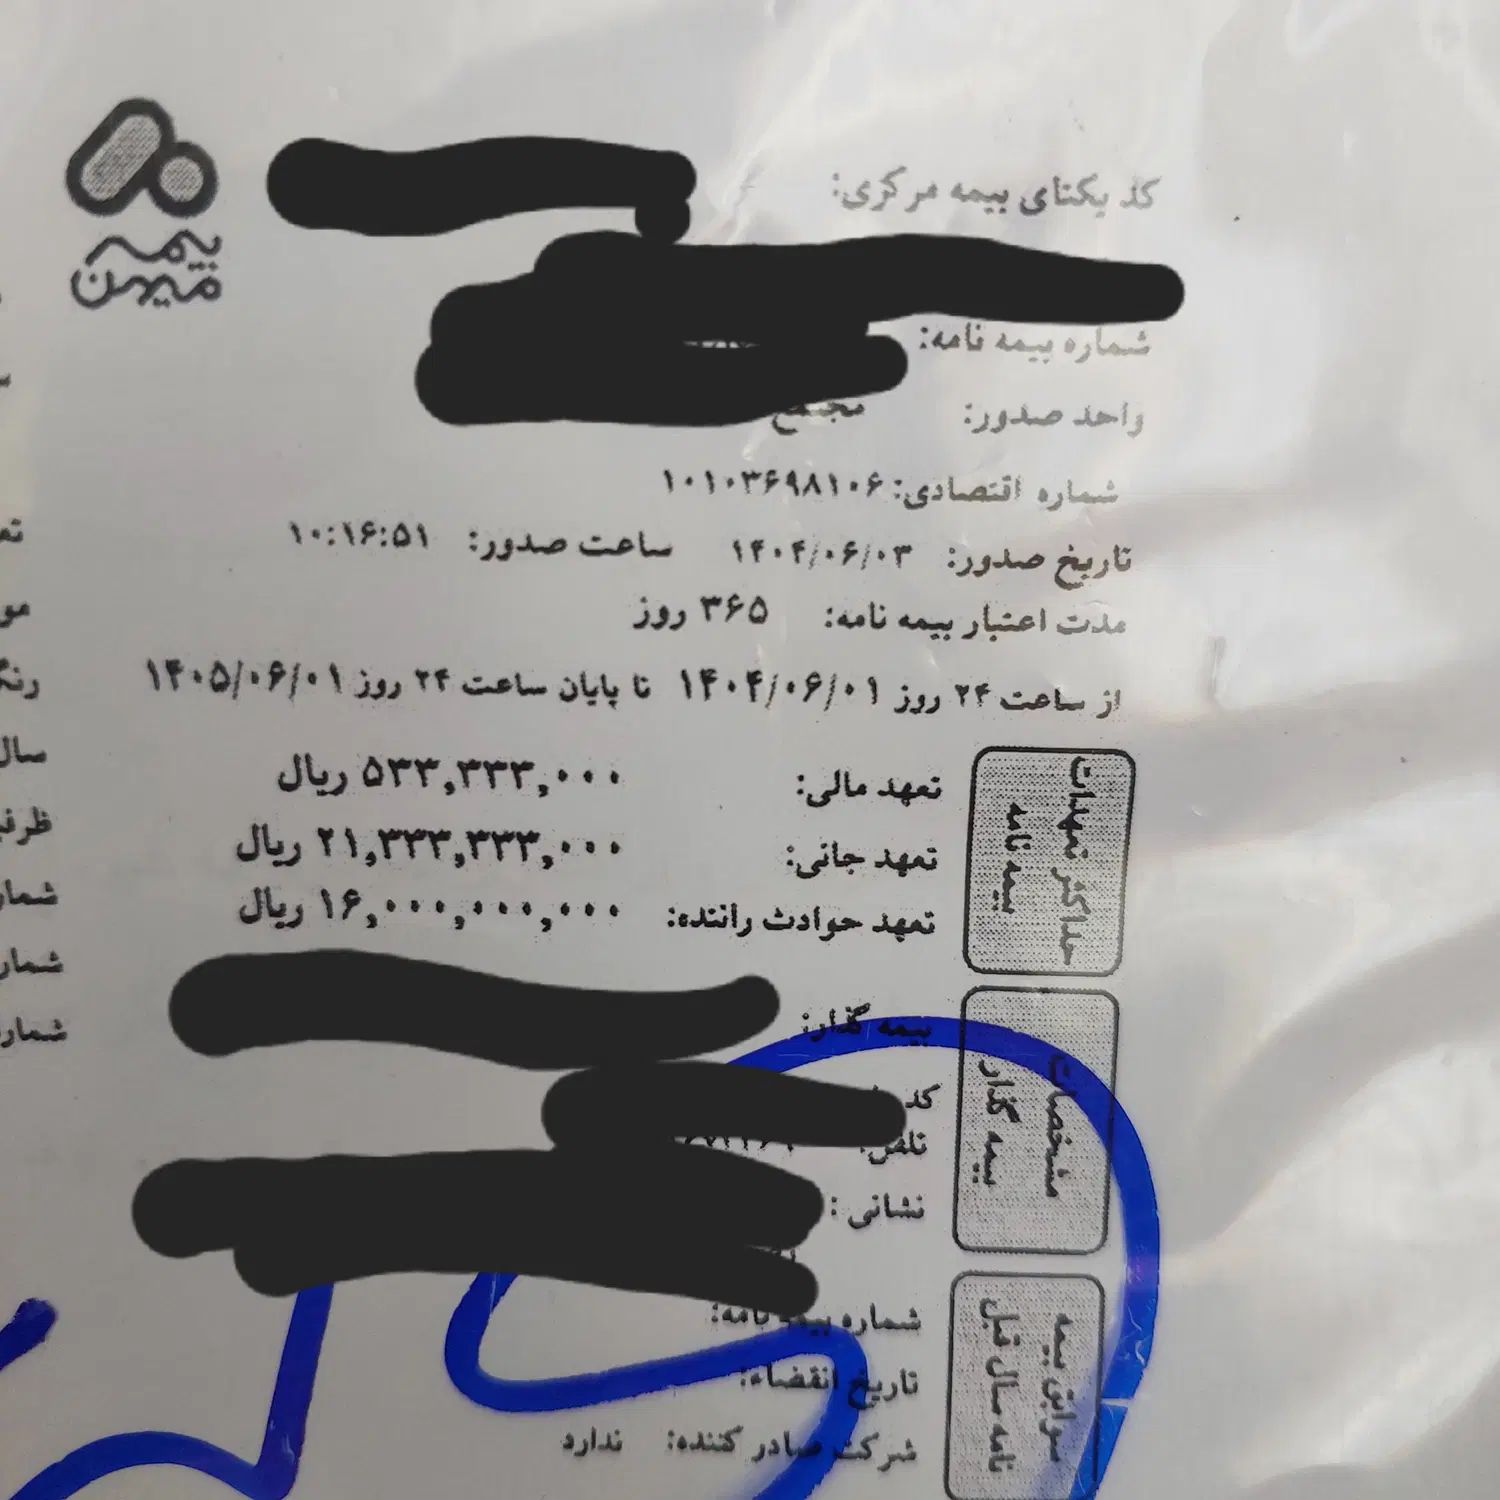 بیمه
میهن
کد یکتای بیمه مرکزی:
شماره بیمه نامه:
واحد صدور: مجتمع
شماره اقتصادی: ۱۰۱۰۳۶۹۸۱۰۶
تاریخ صدور: ۱۴۰۴/۰۶/۰۳ ساعت صدور: ۱۰:۱۶:۵۱
مدت اعتبار بیمه نامه: ۳۶۵ روز
از ساعت ۲۴ روز ۱۴۰۴/۰۶/۰۱ تا پایان ساعت ۲۴ روز ۱۴۰۵/۰۶/۰۱
حداکثر تعهدات
بیمه نامه
تعهد مالی: ۵۳۳,۳۳۳,۰۰۰ ریال
تعهد جانی: ۲۱,۳۳۳,۳۳۳,۰۰۰ ریال
تعهد حوادث راننده: ۱۶,۰۰۰,۰۰۰,۰۰۰ ریال
مشخصات
بیمه گذار
بیمه گذار:
کد
تلفن:
نشانی :
سوابق بیمه
نامه سال قبل
شماره بیمه نامه:
تاریخ انقضاء:
شرکت صادر کننده: ندارد
سال